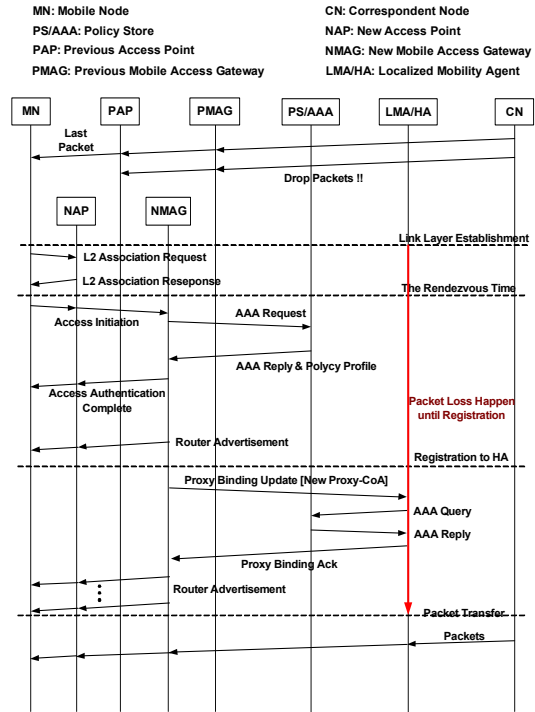 MN: Mobile Node
CN: Correspondent Node
PS/AAA: Policy Store
NAP: New Access Point
PAP: Previous Access Point
NMAG: New Mobile Access Gateway
PMAG: Previous Mobile Access Gateway
LMA/HA: Localized Mobility Agent
MN
PAP
PMAG
PS/AAA
LMA/HA
CN
Last
Packet
Drop Packets !!
NAP
NMAG
Link Layer Establishment
L2 Association Request
L2 Association Reseponse
The Rendezvous Time
Access Initiation
AAA Request
AAA Reply & Polycy Profile
Access Authentication
Complete
Packet Loss Happen
until Registration
Router Advertisement
Registration to HA
Proxy Binding Update [New Proxy-CoA]
AAA Query
AAA Reply
Proxy Binding Ack
Router Advertisement
Packet Transfer
Packets